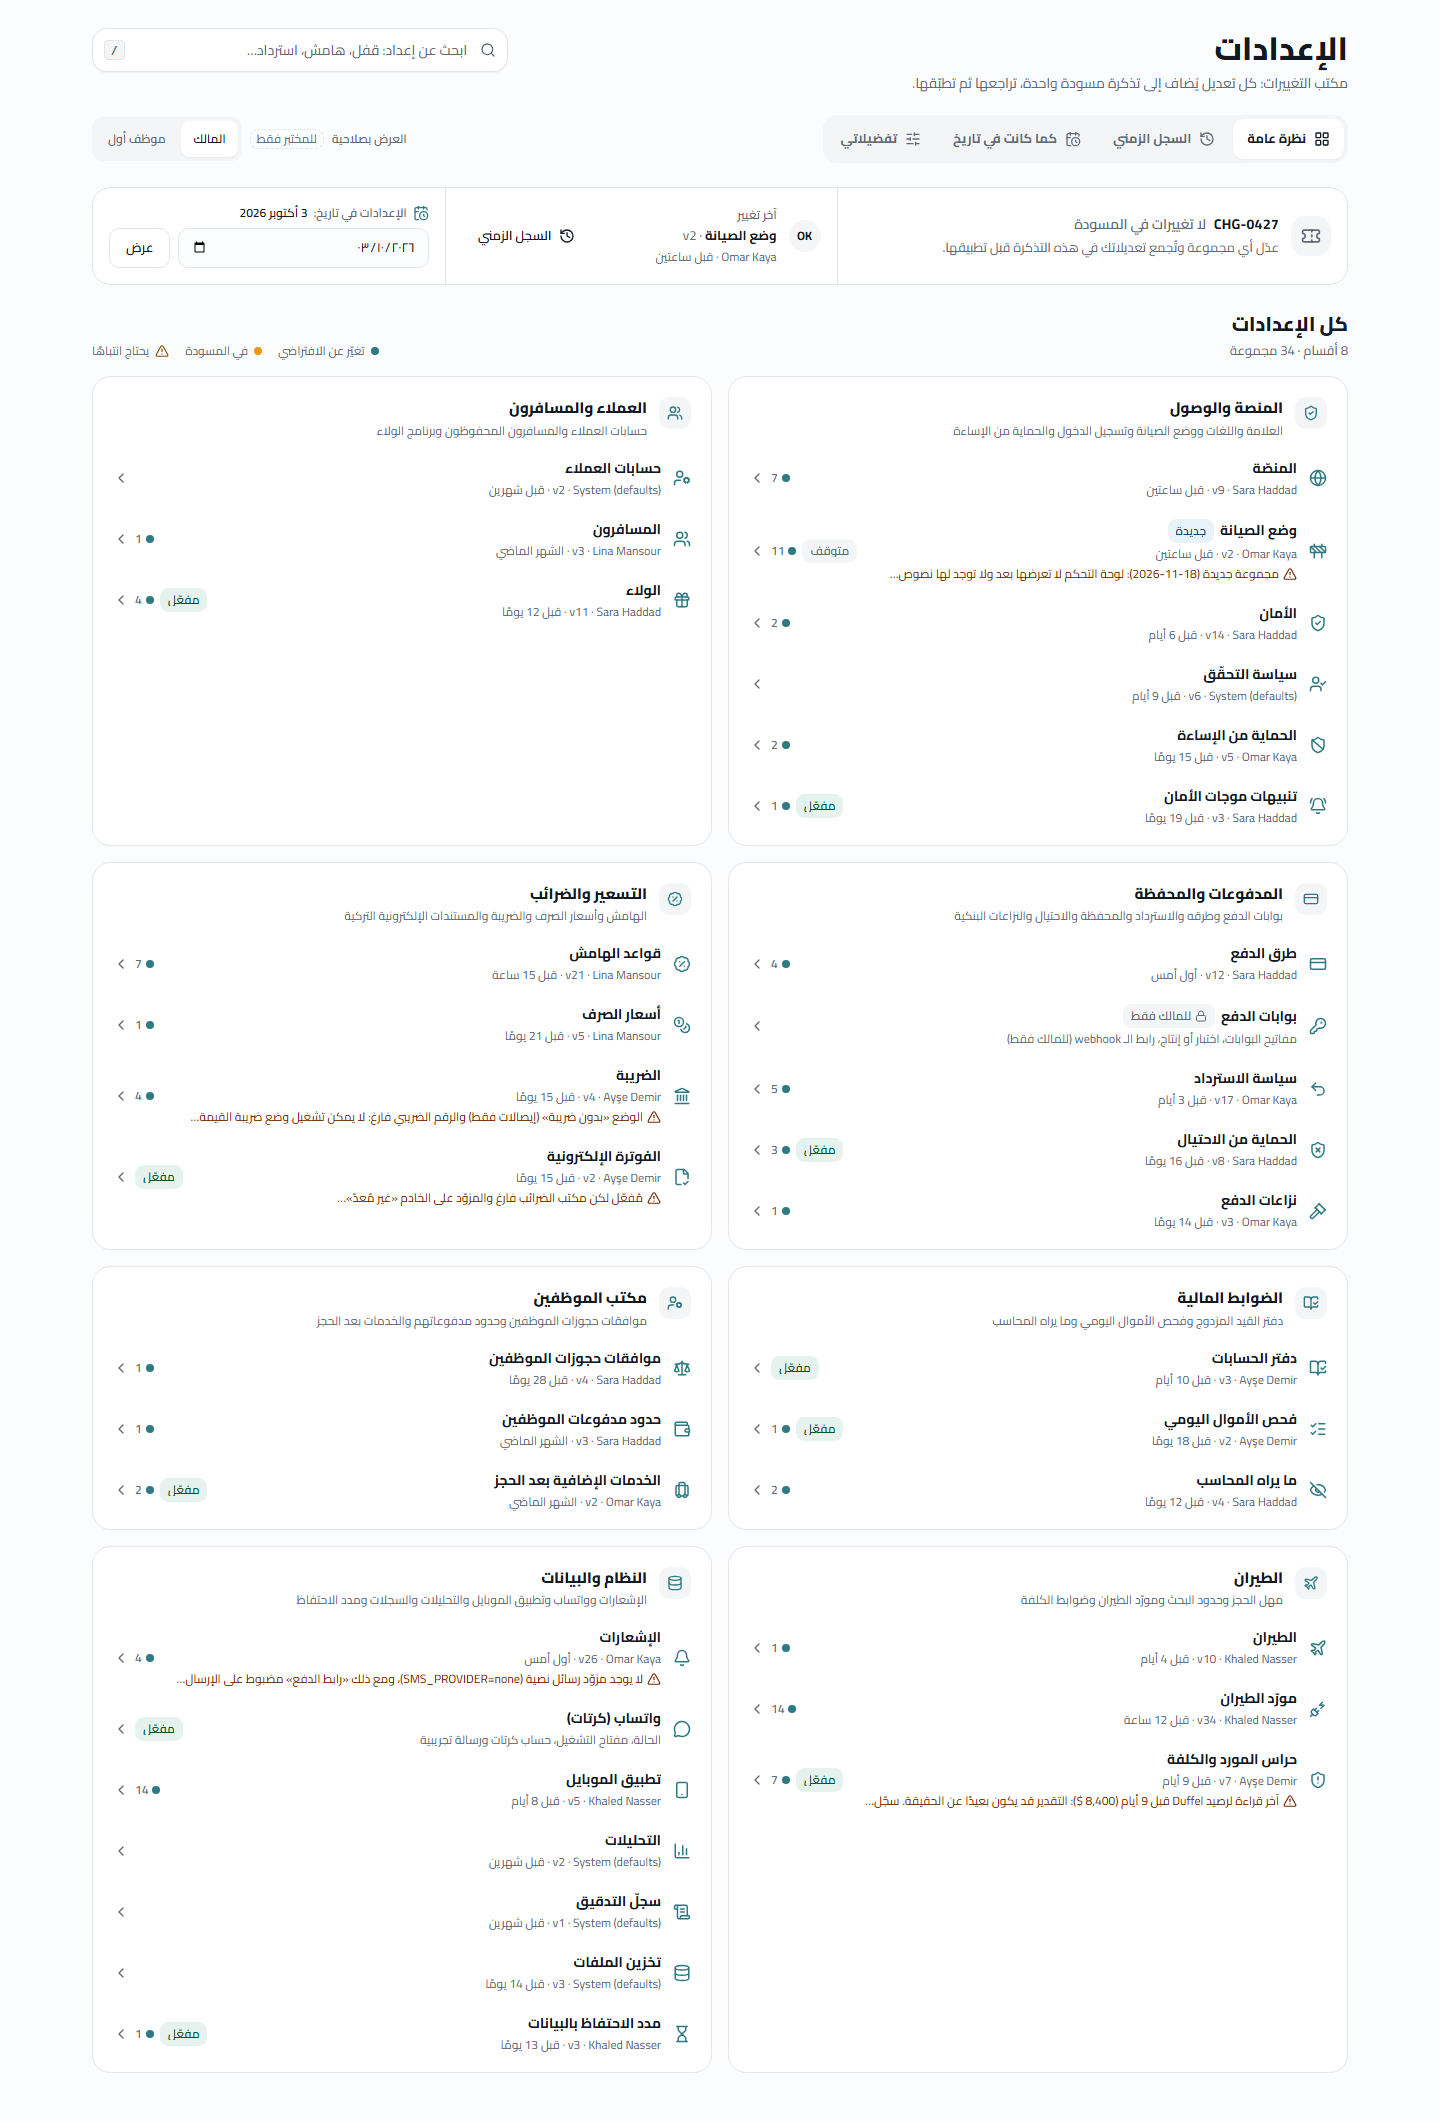 الإعدادات
مكتب التغييرات: كل تعديل يُضاف إلى تذكرة مسودة واحدة، تراجعها ثم تطبّقها.
ابحث عن إعداد: قفل، هامش، استرداد...
/
نظرة عامة
السجل الزمني
كما كانت في تاريخ
تفضيلاتي
العرض بصلاحية
للمختبر فقط
المالك
موظف أول
CHG-0427 لا تغييرات في المسودة
عدّل أي مجموعة وتُجمع تعديلاتك في هذه التذكرة قبل تطبيقها.
OK
آخر تغيير
وضع الصيانة · v2
Omar Kaya · قبل ساعتين
السجل الزمني
الإعدادات في تاريخ: 3 أكتوبر 2026
٠٣/١٠/٢٠٢٦
عرض
كل الإعدادات
8 أقسام · 34 مجموعة
تغيّر عن الافتراضي
في المسودة
يحتاج انتباهًا
المنصة والوصول
العلامة واللغات ووضع الصيانة وتسجيل الدخول والحماية من الإساءة
المنصّة
v9 · Sara Haddad · قبل ساعتين
7
وضع الصيانة جديدة
v2 · Omar Kaya · قبل ساعتين
مجموعة جديدة (2026-11-18): لوحة التحكم لا تعرضها بعد ولا توجد لها نصوص...
متوقف 11
الأمان
v14 · Sara Haddad · قبل 6 أيام
2
سياسة التحقّق
v6 · System (defaults) · قبل 9 أيام
الحماية من الإساءة
v5 · Omar Kaya · قبل 15 يومًا
2
تنبيهات موجات الأمان
v3 · Sara Haddad · قبل 19 يومًا
مفعّل 1
العملاء والمسافرون
حسابات العملاء والمسافرون المحفوظون وبرنامج الولاء
حسابات العملاء
v2 · System (defaults) · قبل شهرين
المسافرون
v3 · Lina Mansour · الشهر الماضي
1
الولاء
v11 · Sara Haddad · قبل 12 يومًا
مفعّل 4
المدفوعات والمحفظة
بوابات الدفع وطرقه والاسترداد والمحفظة والاحتيال والنزاعات البنكية
طرق الدفع
v12 · Sara Haddad · أول أمس
4
بوابات الدفع للمالك فقط
مفاتيح البوابات، اختبار أو إنتاج، رابط الـ webhook (للمالك فقط)
سياسة الاسترداد
v17 · Omar Kaya · قبل 3 أيام
5
الحماية من الاحتيال
v8 · Sara Haddad · قبل 16 يومًا
مفعّل 3
نزاعات الدفع
v3 · Omar Kaya · قبل 14 يومًا
1
التسعير والضرائب
الهامش وأسعار الصرف والضريبة والمستندات الإلكترونية التركية
قواعد الهامش
v21 · Lina Mansour · قبل 15 ساعة
7
أسعار الصرف
v5 · Lina Mansour · قبل 21 يومًا
1
الضريبة
v4 · Ayşe Demir · قبل 15 يومًا
الوضع «بدون ضريبة» (إيصالات فقط) والرقم الضريبي فارغ: لا يمكن تشغيل وضع ضريبة القيمة...
4
الفوترة الإلكترونية
v2 · Ayşe Demir · قبل 15 يومًا
مُفعّل لكن مكتب الضرائب فارغ والمزوّد على الخادم «غير مُعدّ»...
مفعّل
الضوابط المالية
دفتر القيد المزدوج وفحص الأموال اليومي وما يراه المحاسب
دفتر الحسابات
v3 · Ayşe Demir · قبل 10 أيام
مفعّل
فحص الأموال اليومي
v2 · Ayşe Demir · قبل 18 يومًا
مفعّل 1
ما يراه المحاسب
v4 · Sara Haddad · قبل 12 يومًا
2
مكتب الموظفين
موافقات حجوزات الموظفين وحدود مدفوعاتهم والخدمات بعد الحجز
موافقات حجوزات الموظفين
v4 · Sara Haddad · قبل 28 يومًا
1
حدود مدفوعات الموظفين
v3 · Sara Haddad · الشهر الماضي
1
الخدمات الإضافية بعد الحجز
v2 · Omar Kaya · الشهر الماضي
مفعّل 2
الطيران
مهل الحجز وحدود البحث ومورّد الطيران وضوابط الكلفة
الطيران
v10 · Khaled Nasser · قبل 4 أيام
1
مورّد الطيران
v34 · Khaled Nasser · قبل 12 ساعة
14
حراس المورد والكلفة
v7 · Ayşe Demir · قبل 9 أيام
آخر قراءة لرصيد Duffel قبل 9 أيام (8,400 $): التقدير قد يكون بعيدًا عن الحقيقة. سجّل...
مفعّل 7
النظام والبيانات
الإشعارات وواتساب وتطبيق الموبايل والتحليلات والسجلات ومدد الاحتفاظ
الإشعارات
v26 · Omar Kaya · أول أمس
لا يوجد مزوّد رسائل نصية (SMS_PROVIDER=none)، ومع ذلك «رابط الدفع» مضبوط على الإرسال...
4
واتساب (كرتات)
الحالة، مفتاح التشغيل، حساب كرتات ورسالة تجريبية
مفعّل
تطبيق الموبايل
v5 · Khaled Nasser · قبل 8 أيام
14
التحليلات
v2 · System (defaults) · قبل شهرين
سجلّ التدقيق
v1 · System (defaults) · قبل شهرين
تخزين الملفات
v3 · System (defaults) · قبل 14 يومًا
مدد الاحتفاظ بالبيانات
v3 · Khaled Nasser · قبل 13 يومًا
مفعّل 1